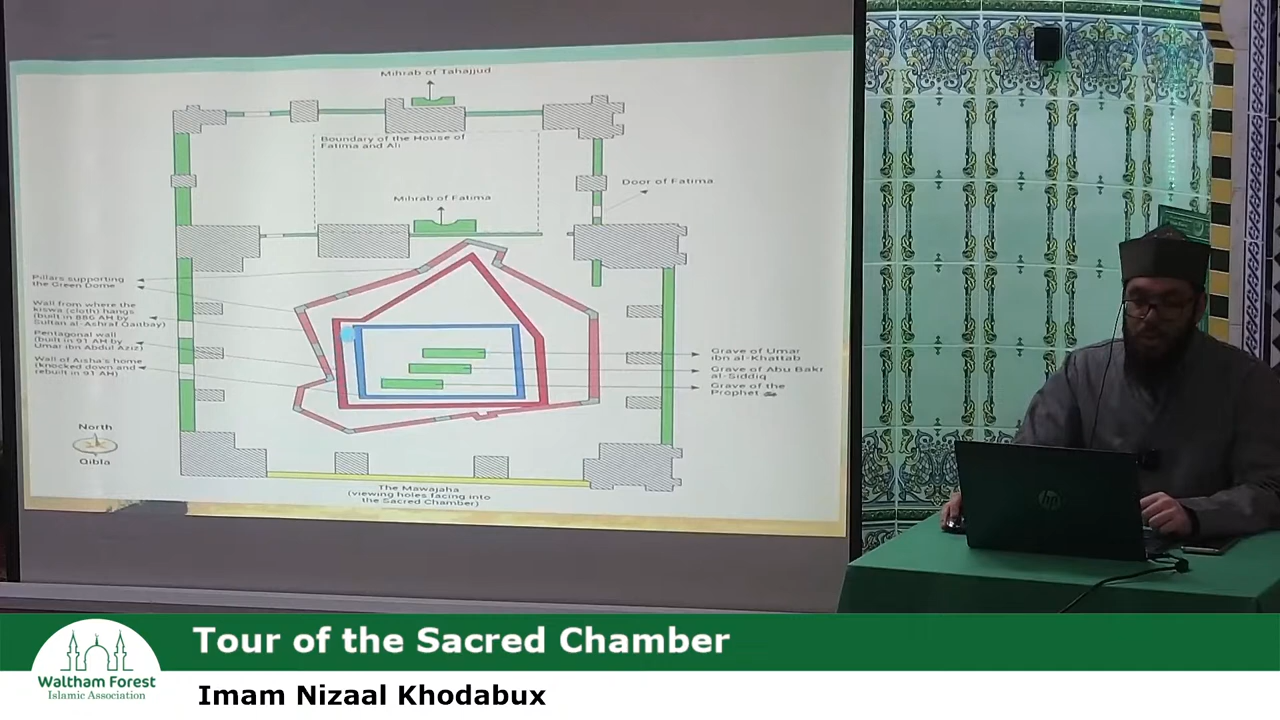 Mihrab of Tahajjud
Boundary of the House of
Fatima and Ali
Door of Fatima
Mihrab of Fatima
Pillars supporting
the Green Dome
Wall from where the
kiswa (cloth) hangs
(built in 886 AH by
Sultan al-Ashraf Qaitbay)
Pentagonal wall
(built in 91 AH by
Umar ibn Abdul Aziz)
Wall of Aisha's home
(knocked down and
rebuilt in 91 AH)
Grave of Umar
ibn al-Khattab
Grave of Abu Bakr
al-Siddiq
Grave of the
Prophet
North
Qibla
The Mawajaha
(viewing holes facing into
the Sacred Chamber)
hp
Tour of the Sacred Chamber
Waltham Forest
Islamic Association
Imam Nizaal Khodabux